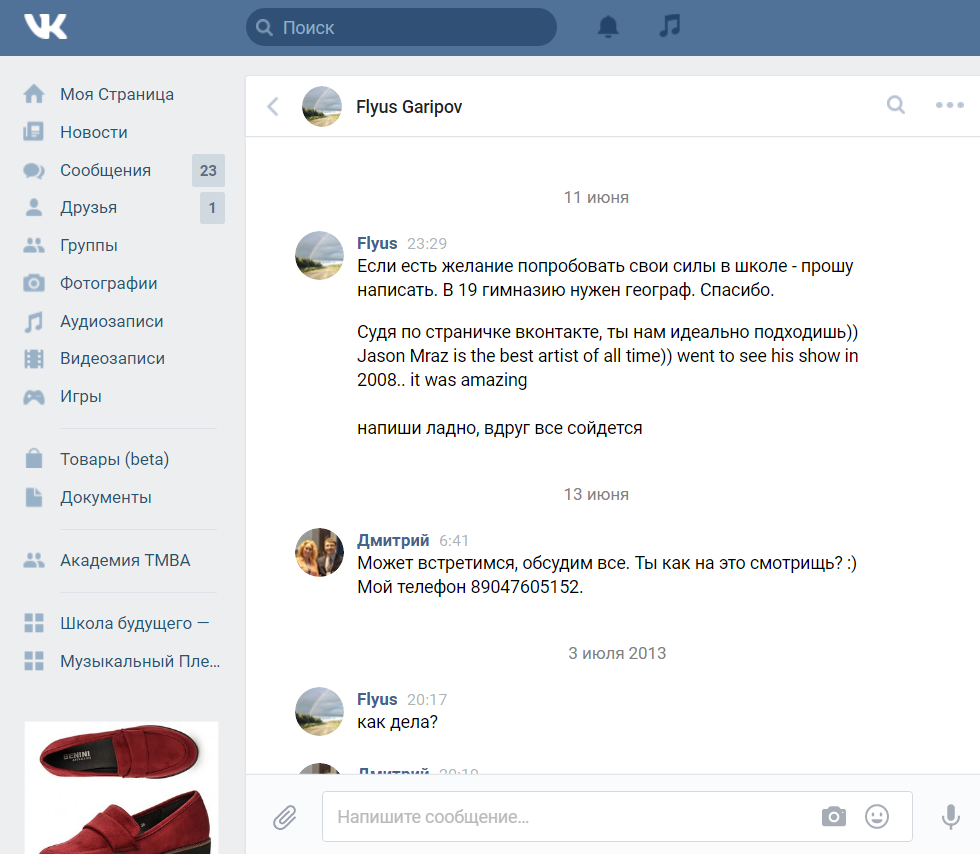 Поиск
Моя Страница
Новости
Сообщения 23
Друзья 1
Группы
Фотографии
Аудиозаписи
Видеозаписи
Игры
Товары (beta)
Документы
Академия TMBA
Школа будущего —
Музыкальный Пле...
BENINI
Flyus Garipov
11 июня
Flyus 23:29
Если есть желание попробовать свои силы в школе - прошу
написать. В 19 гимназию нужен географ. Спасибо.
Судя по страничке вконтакте, ты нам идеально подходишь))
Jason Mraz is the best artist of all time)) went to see his show in
2008.. it was amazing
напиши ладно, вдруг все сойдется
13 июня
Дмитрий 6:41
Может встретимся, обсудим все. Ты как на это смотрищь? :)
Мой телефон 89047605152.
3 июля 2013
Flyus 20:17
как дела?
Дмитрий
Напишите сообщение...